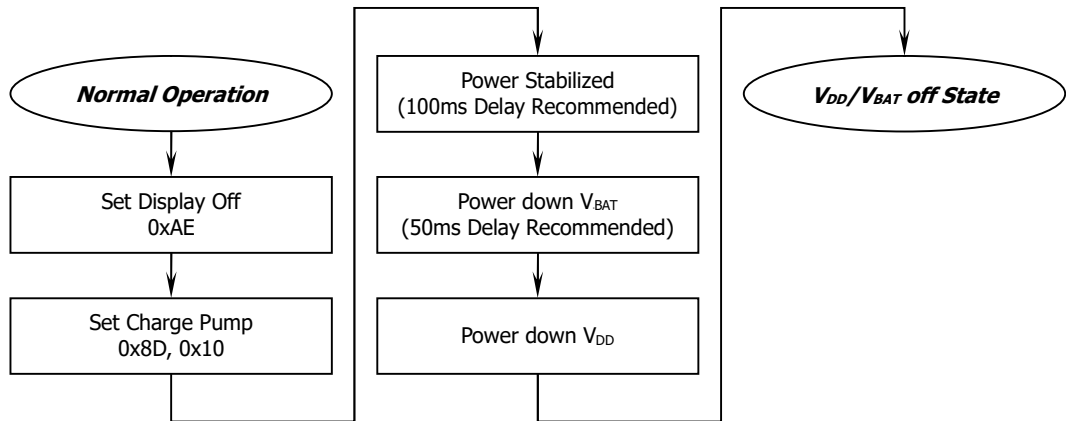 Normal Operation
Set Display Off
0xAE
Set Charge Pump
0x8D, 0x10
Power Stabilized
(100ms Delay Recommended)
Power down VBAT
(50ms Delay Recommended)
Power down VDD
VDD/VBAT off State